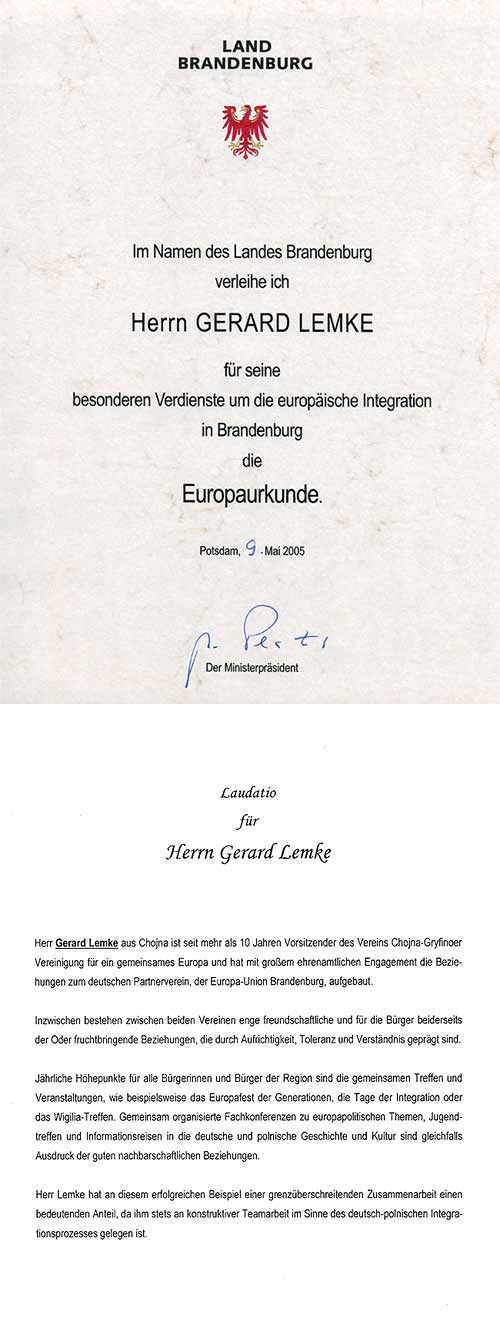 LAND
BRANDENBURG
Im Namen des Landes Brandenburg
verleihe ich
Herrn GERARD LEMKE
für seine
besonderen Verdienste um die europäische Integration
in Brandenburg
die
Europaurkunde.
Potsdam, 9. Mai 2005
Der Ministerpräsident
Laudatio
für
Herrn Gerard Lemke
Herr Gerard Lemke aus Chojna ist seit mehr als 10 Jahren Vorsitzender des Vereins Chojna-Gryfinoer
Vereinigung für ein gemeinsames Europa und hat mit großem ehrenamtlichen Engagement die Bezie-
hungen zum deutschen Partnerverein, der Europa-Union Brandenburg, aufgebaut.
Inzwischen bestehen zwischen beiden Vereinen enge freundschaftliche und für die Bürger beiderseits
der Oder fruchtbringende Beziehungen, die durch Aufrichtigkeit, Toleranz und Verständnis geprägt sind.
Jährliche Höhepunkte für alle Bürgerinnen und Bürger der Region sind die gemeinsamen Treffen und
Veranstaltungen, wie beispielsweise das Europafest der Generationen, die Tage der Integration oder
das Wigilia-Treffen. Gemeinsam organisierte Fachkonferenzen zu europapolitischen Themen, Jugend-
treffen und Informationsreisen in die deutsche und polnische Geschichte und Kultur sind gleichfalls
Ausdruck der guten nachbarschaftlichen Beziehungen.
Herr Lemke hat an diesem erfolgreichen Beispiel einer grenzüberschreitenden Zusammenarbeit einen
bedeutenden Anteil, da ihm stets an konstruktiver Teamarbeit im Sinne des deutsch-polnischen Integra-
tionsprozesses gelegen ist.